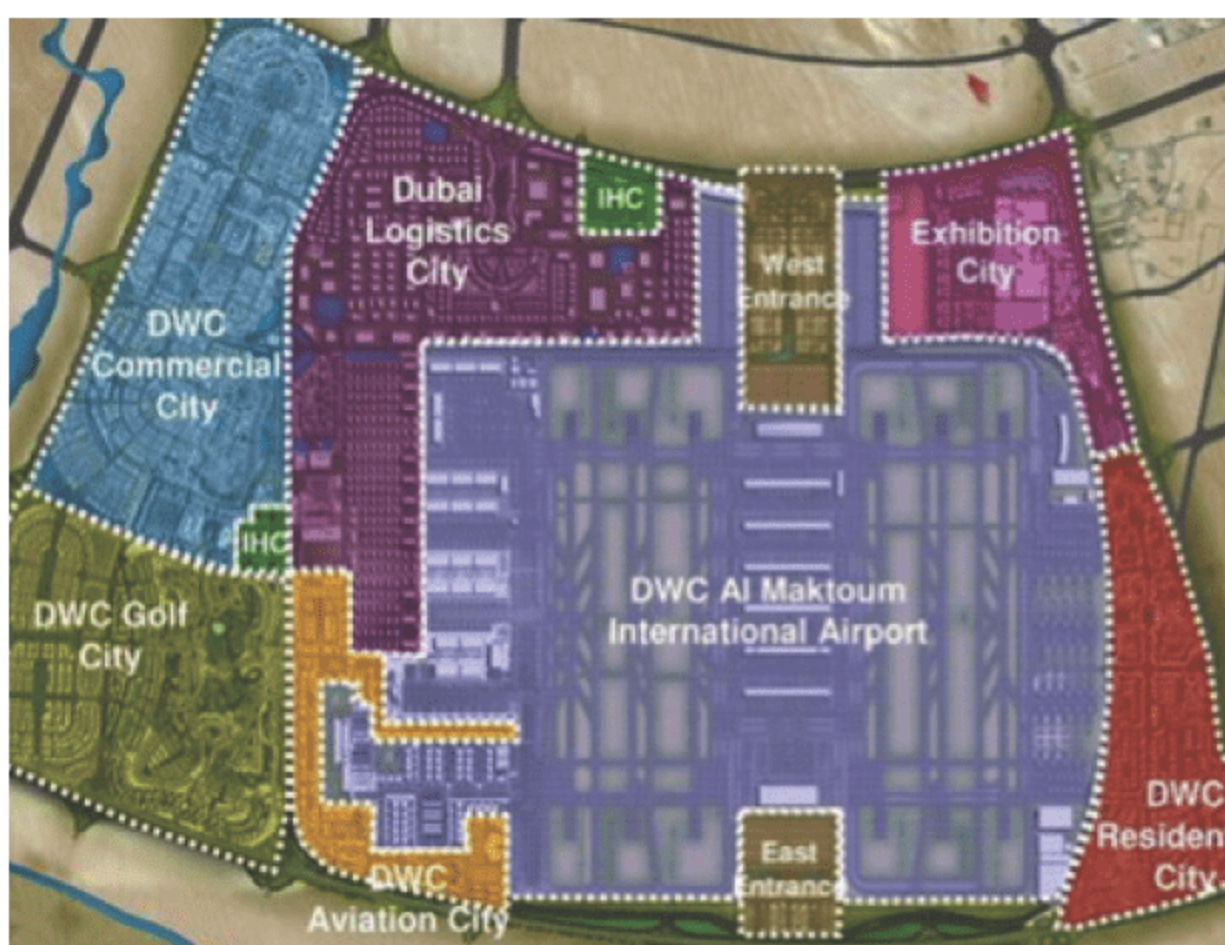 Dubai
Logistics
City
IHC
West
Entrance
Exhibition
City
DWC
Commercial
City
IHC
DWC Golf
City
DWC Al Maktoum
International Airport
DWC
Residen
City
East
Entrance
DWC
Aviation City